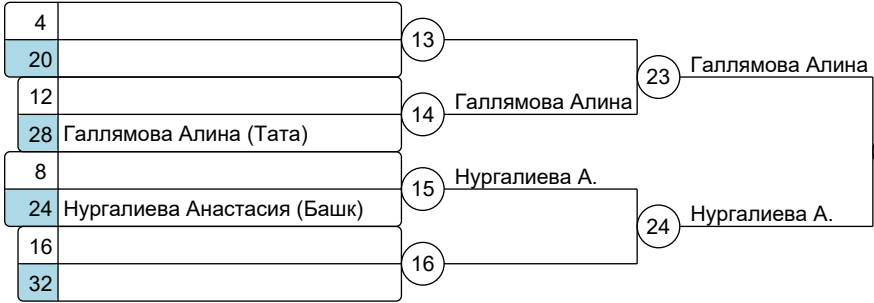 4
13
20
23 Галлямова Алина
12
14 Галлямова Алина
28 Галлямова Алина (Тата)
8
15 Нургалиева А.
24 Нургалиева Анастасия (Башк)
24 Нургалиева А.
16
16
32